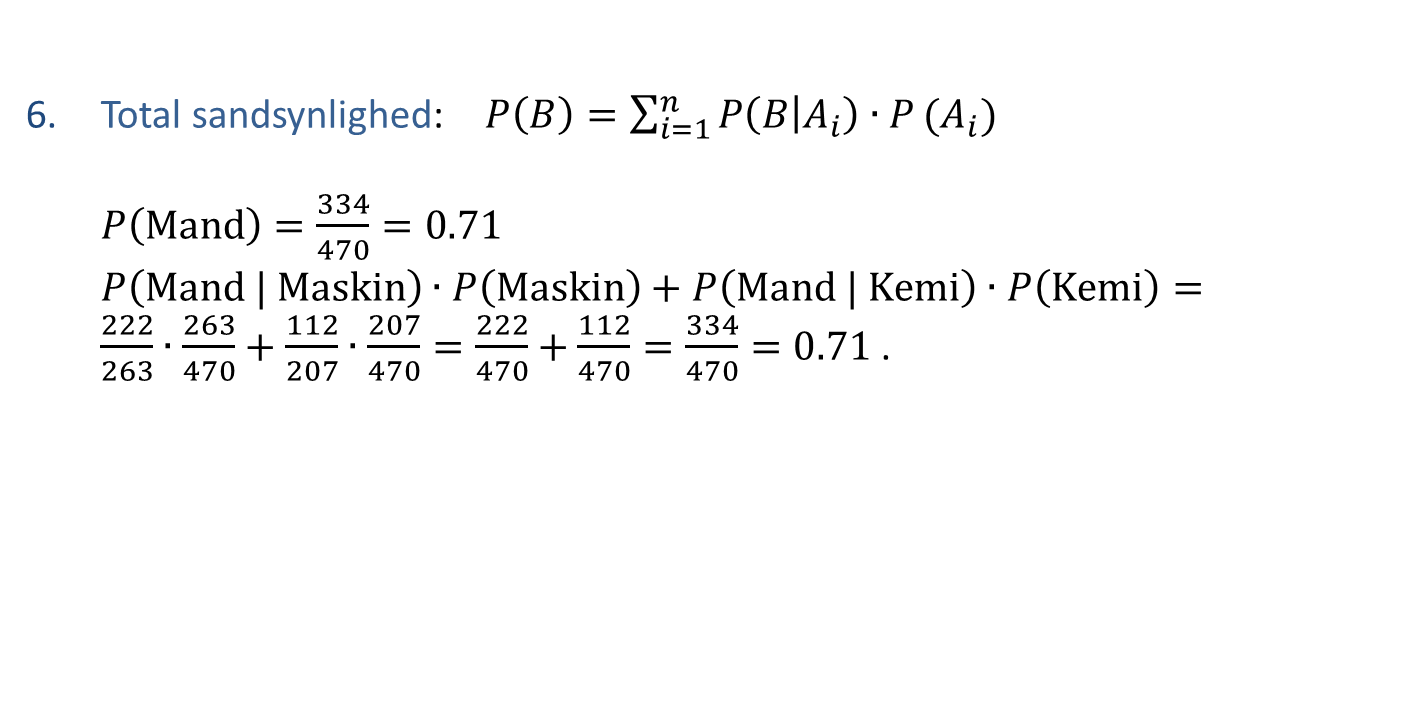 6. Total sandsynlighed: P(B) = ∑ⁿᵢ₌₁ P(B|Aᵢ) · P (Aᵢ)
P(Mand) = 334/470 = 0.71
P(Mand | Maskin) · P(Maskin) + P(Mand | Kemi) · P(Kemi) =
222/263 · 263/470 + 112/207 · 207/470 = 222/470 + 112/470 = 334/470 = 0.71 .